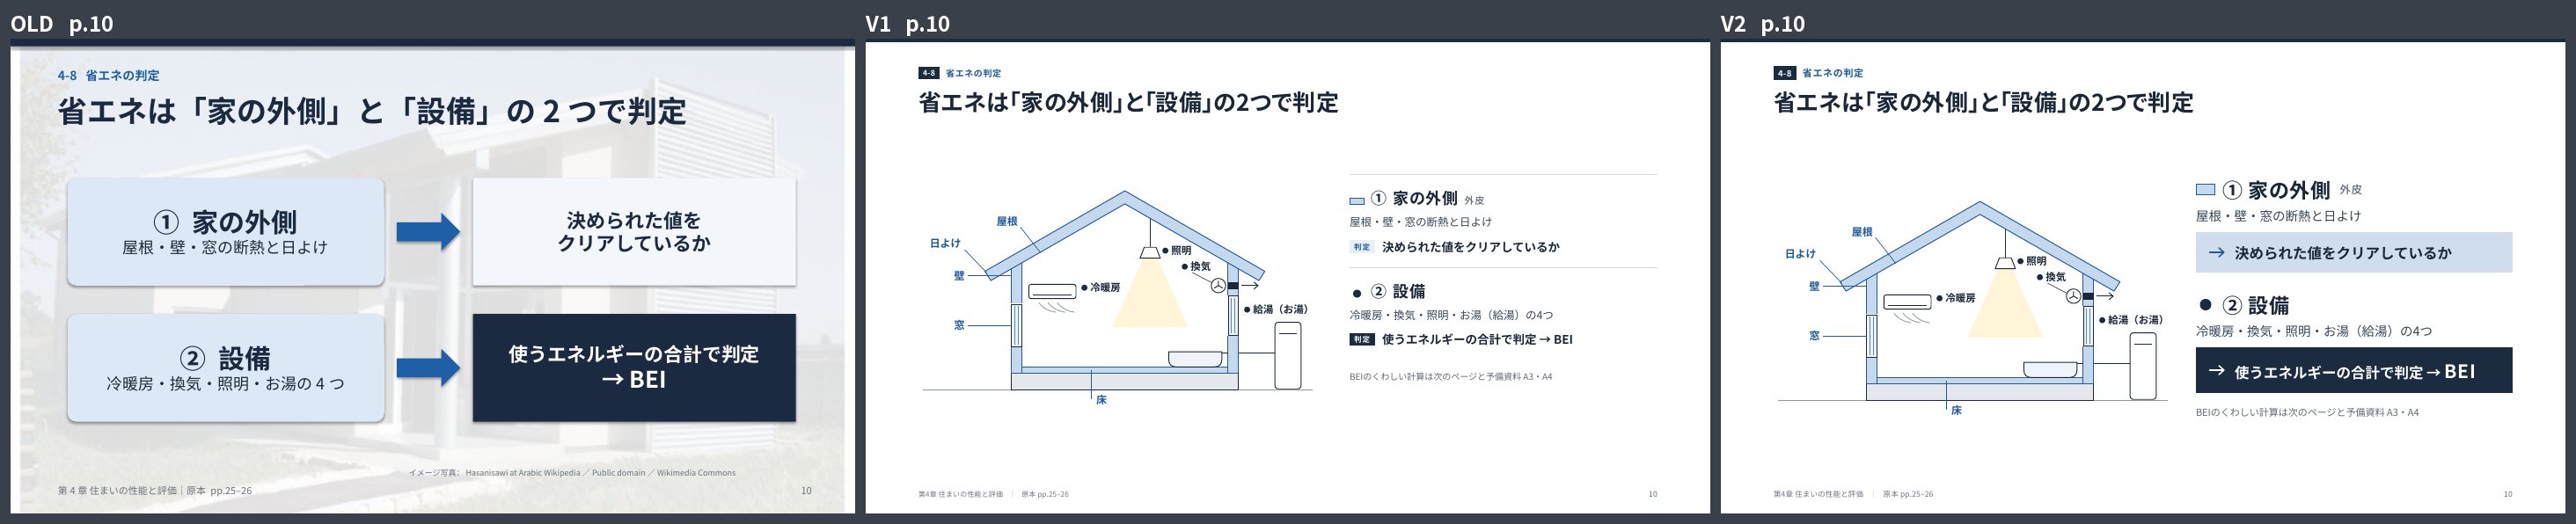 OLD p.10
4-8 省エネの判定
省エネは「家の外側」と「設備」の 2 つで判定
① 家の外側
屋根・壁・窓の断熱と日よけ
決められた値を
クリアしているか
② 設備
冷暖房・換気・照明・お湯の 4 つ
使うエネルギーの合計で判定
→ BEI
イメージ写真： Hasanisawi at Arabic Wikipedia ／ Public domain ／ Wikimedia Commons
第 4 章 住まいの性能と評価｜原本 pp.25–26
10
V1 p.10
4-8 省エネの判定
省エネは「家の外側」と「設備」の2つで判定
屋根
日よけ
壁
窓
床
●照明
●換気
●冷暖房
●給湯（お湯）
① 家の外側 外皮
屋根・壁・窓の断熱と日よけ
判定 決められた値をクリアしているか
● ② 設備
冷暖房・換気・照明・お湯（給湯）の4つ
判定 使うエネルギーの合計で判定 → BEI
BEIのくわしい計算は次のページと予備資料 A3・A4
第4章 住まいの性能と評価 ｜ 原本 pp.25–26
10
V2 p.10
4-8 省エネの判定
省エネは「家の外側」と「設備」の2つで判定
屋根
日よけ
壁
窓
床
●照明
●換気
●冷暖房
●給湯（お湯）
① 家の外側 外皮
屋根・壁・窓の断熱と日よけ
→ 決められた値をクリアしているか
● ② 設備
冷暖房・換気・照明・お湯（給湯）の4つ
→ 使うエネルギーの合計で判定 → BEI
BEIのくわしい計算は次のページと予備資料 A3・A4
第4章 住まいの性能と評価 ｜ 原本 pp.25–26
10